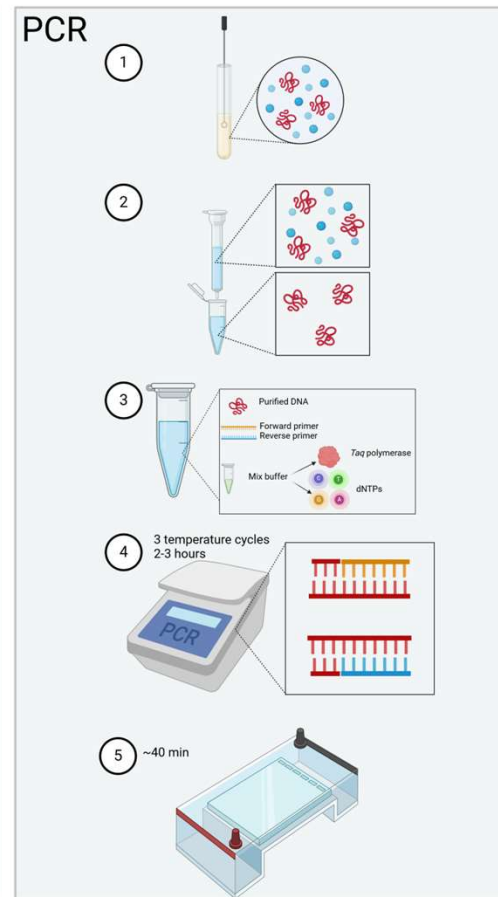 PCR
1
2
3
Purified DNA
Forward primer
Reverse primer
Taq polymerase
Mix buffer
C T
dNTPs
G A
4
3 temperature cycles
2-3 hours
PCR
5
~40 min